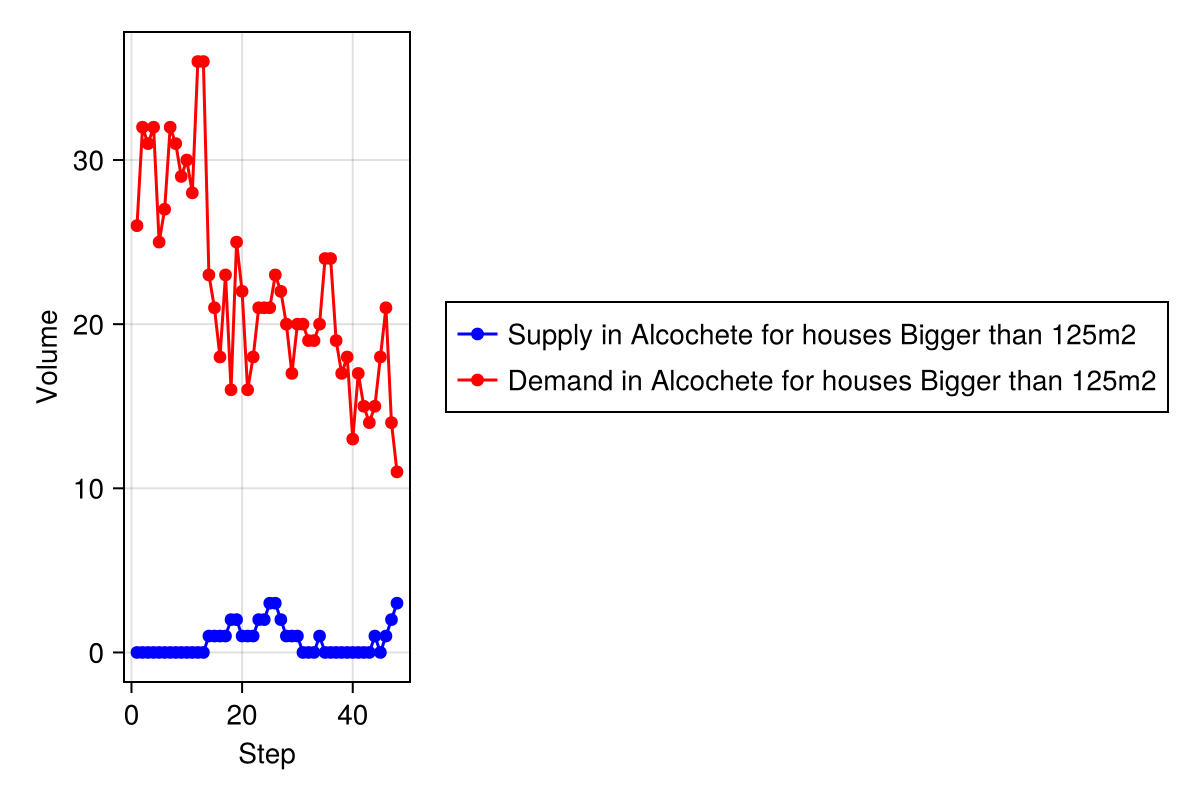 Volume
30
20
10
0
0 20 40
Step
Supply in Alcochete for houses Bigger than 125m2
Demand in Alcochete for houses Bigger than 125m2